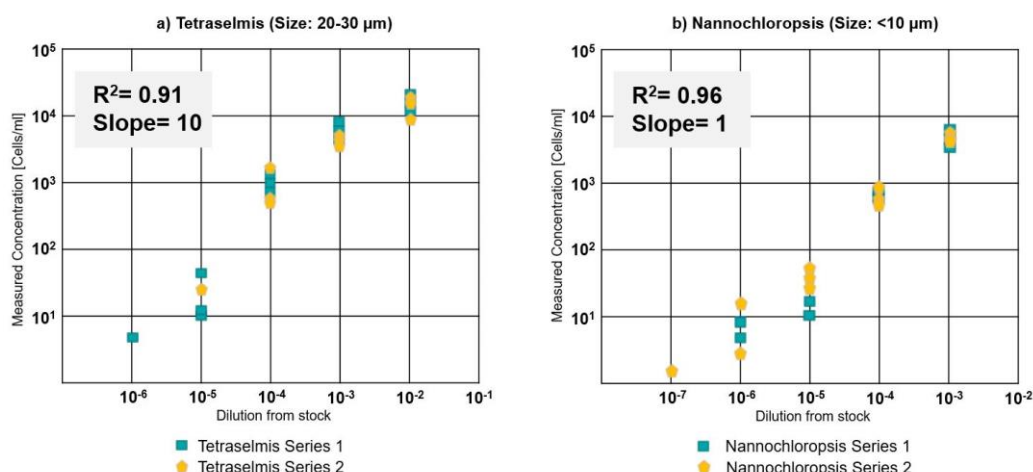 a) Tetraselmis (Size: 20-30 µm)
Measured Concentration [Cells/ml]
10⁵
10⁴
10³
10²
10¹
R²= 0.91
Slope= 10
10⁻⁶ 10⁻⁵ 10⁻⁴ 10⁻³ 10⁻² 10⁻¹
Dilution from stock
Tetraselmis Series 1
Tetraselmis Series 2
b) Nannochloropsis (Size: <10 µm)
Measured Concentration [Cells/ml]
10⁵
10⁴
10³
10²
10¹
R²= 0.96
Slope= 1
10⁻⁷ 10⁻⁶ 10⁻⁵ 10⁻⁴ 10⁻³ 10⁻²
Dilution from stock
Nannochloropsis Series 1
Nannochloropsis Series 2